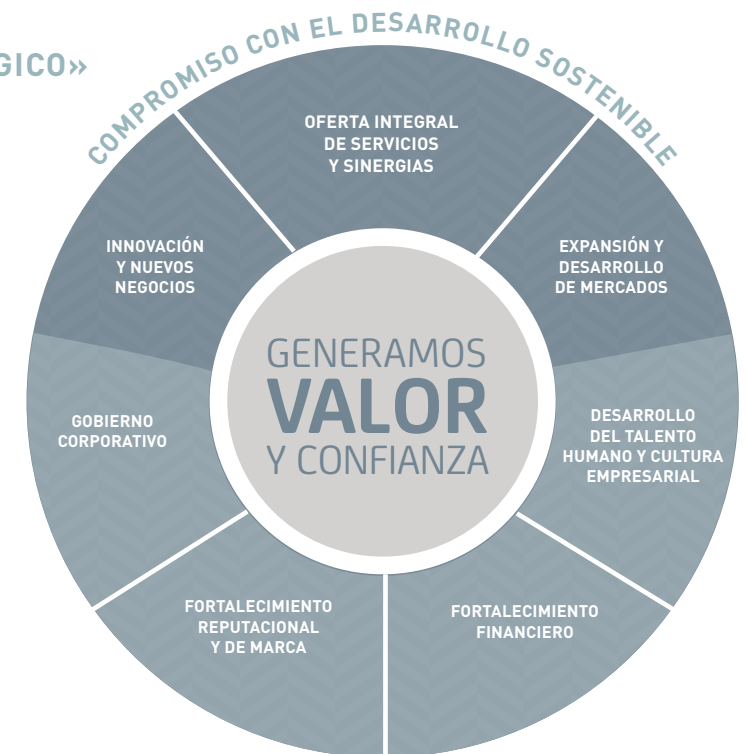 GICO»
COMPROMISO CON EL DESARROLLO SOSTENIBLE
OFERTA INTEGRAL
DE SERVICIOS
Y SINERGIAS
INNOVACIÓN
Y NUEVOS
NEGOCIOS
EXPANSIÓN Y
DESARROLLO
DE MERCADOS
GENERAMOS
VALOR
Y CONFIANZA
GOBIERNO
CORPORATIVO
DESARROLLO
DEL TALENTO
HUMANO Y CULTURA
EMPRESARIAL
FORTALECIMIENTO
REPUTACIONAL
Y DE MARCA
FORTALECIMIENTO
FINANCIERO